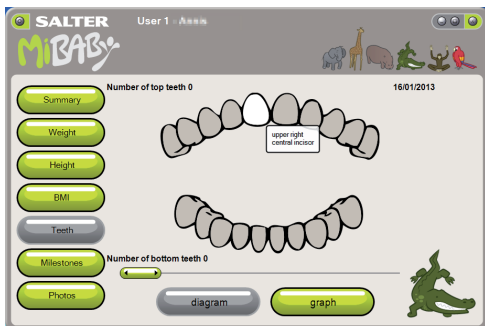 SALTER
User 1 -
MiBABY
Number of top teeth 0
16/01/2013
Summary
Weight
Height
BMI
Teeth
Milestones
Photos
upper right
central incisor
Number of bottom teeth 0
diagram
graph